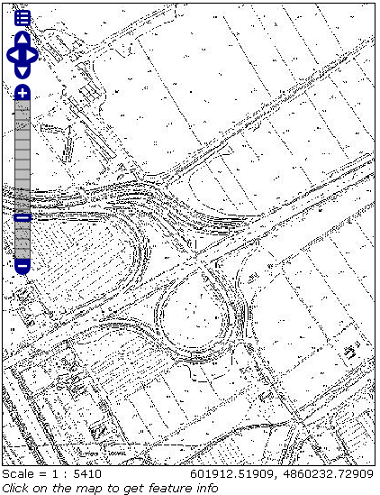 Scale = 1 : 5410
601912.51909, 4860232.72909
Click on the map to get feature info